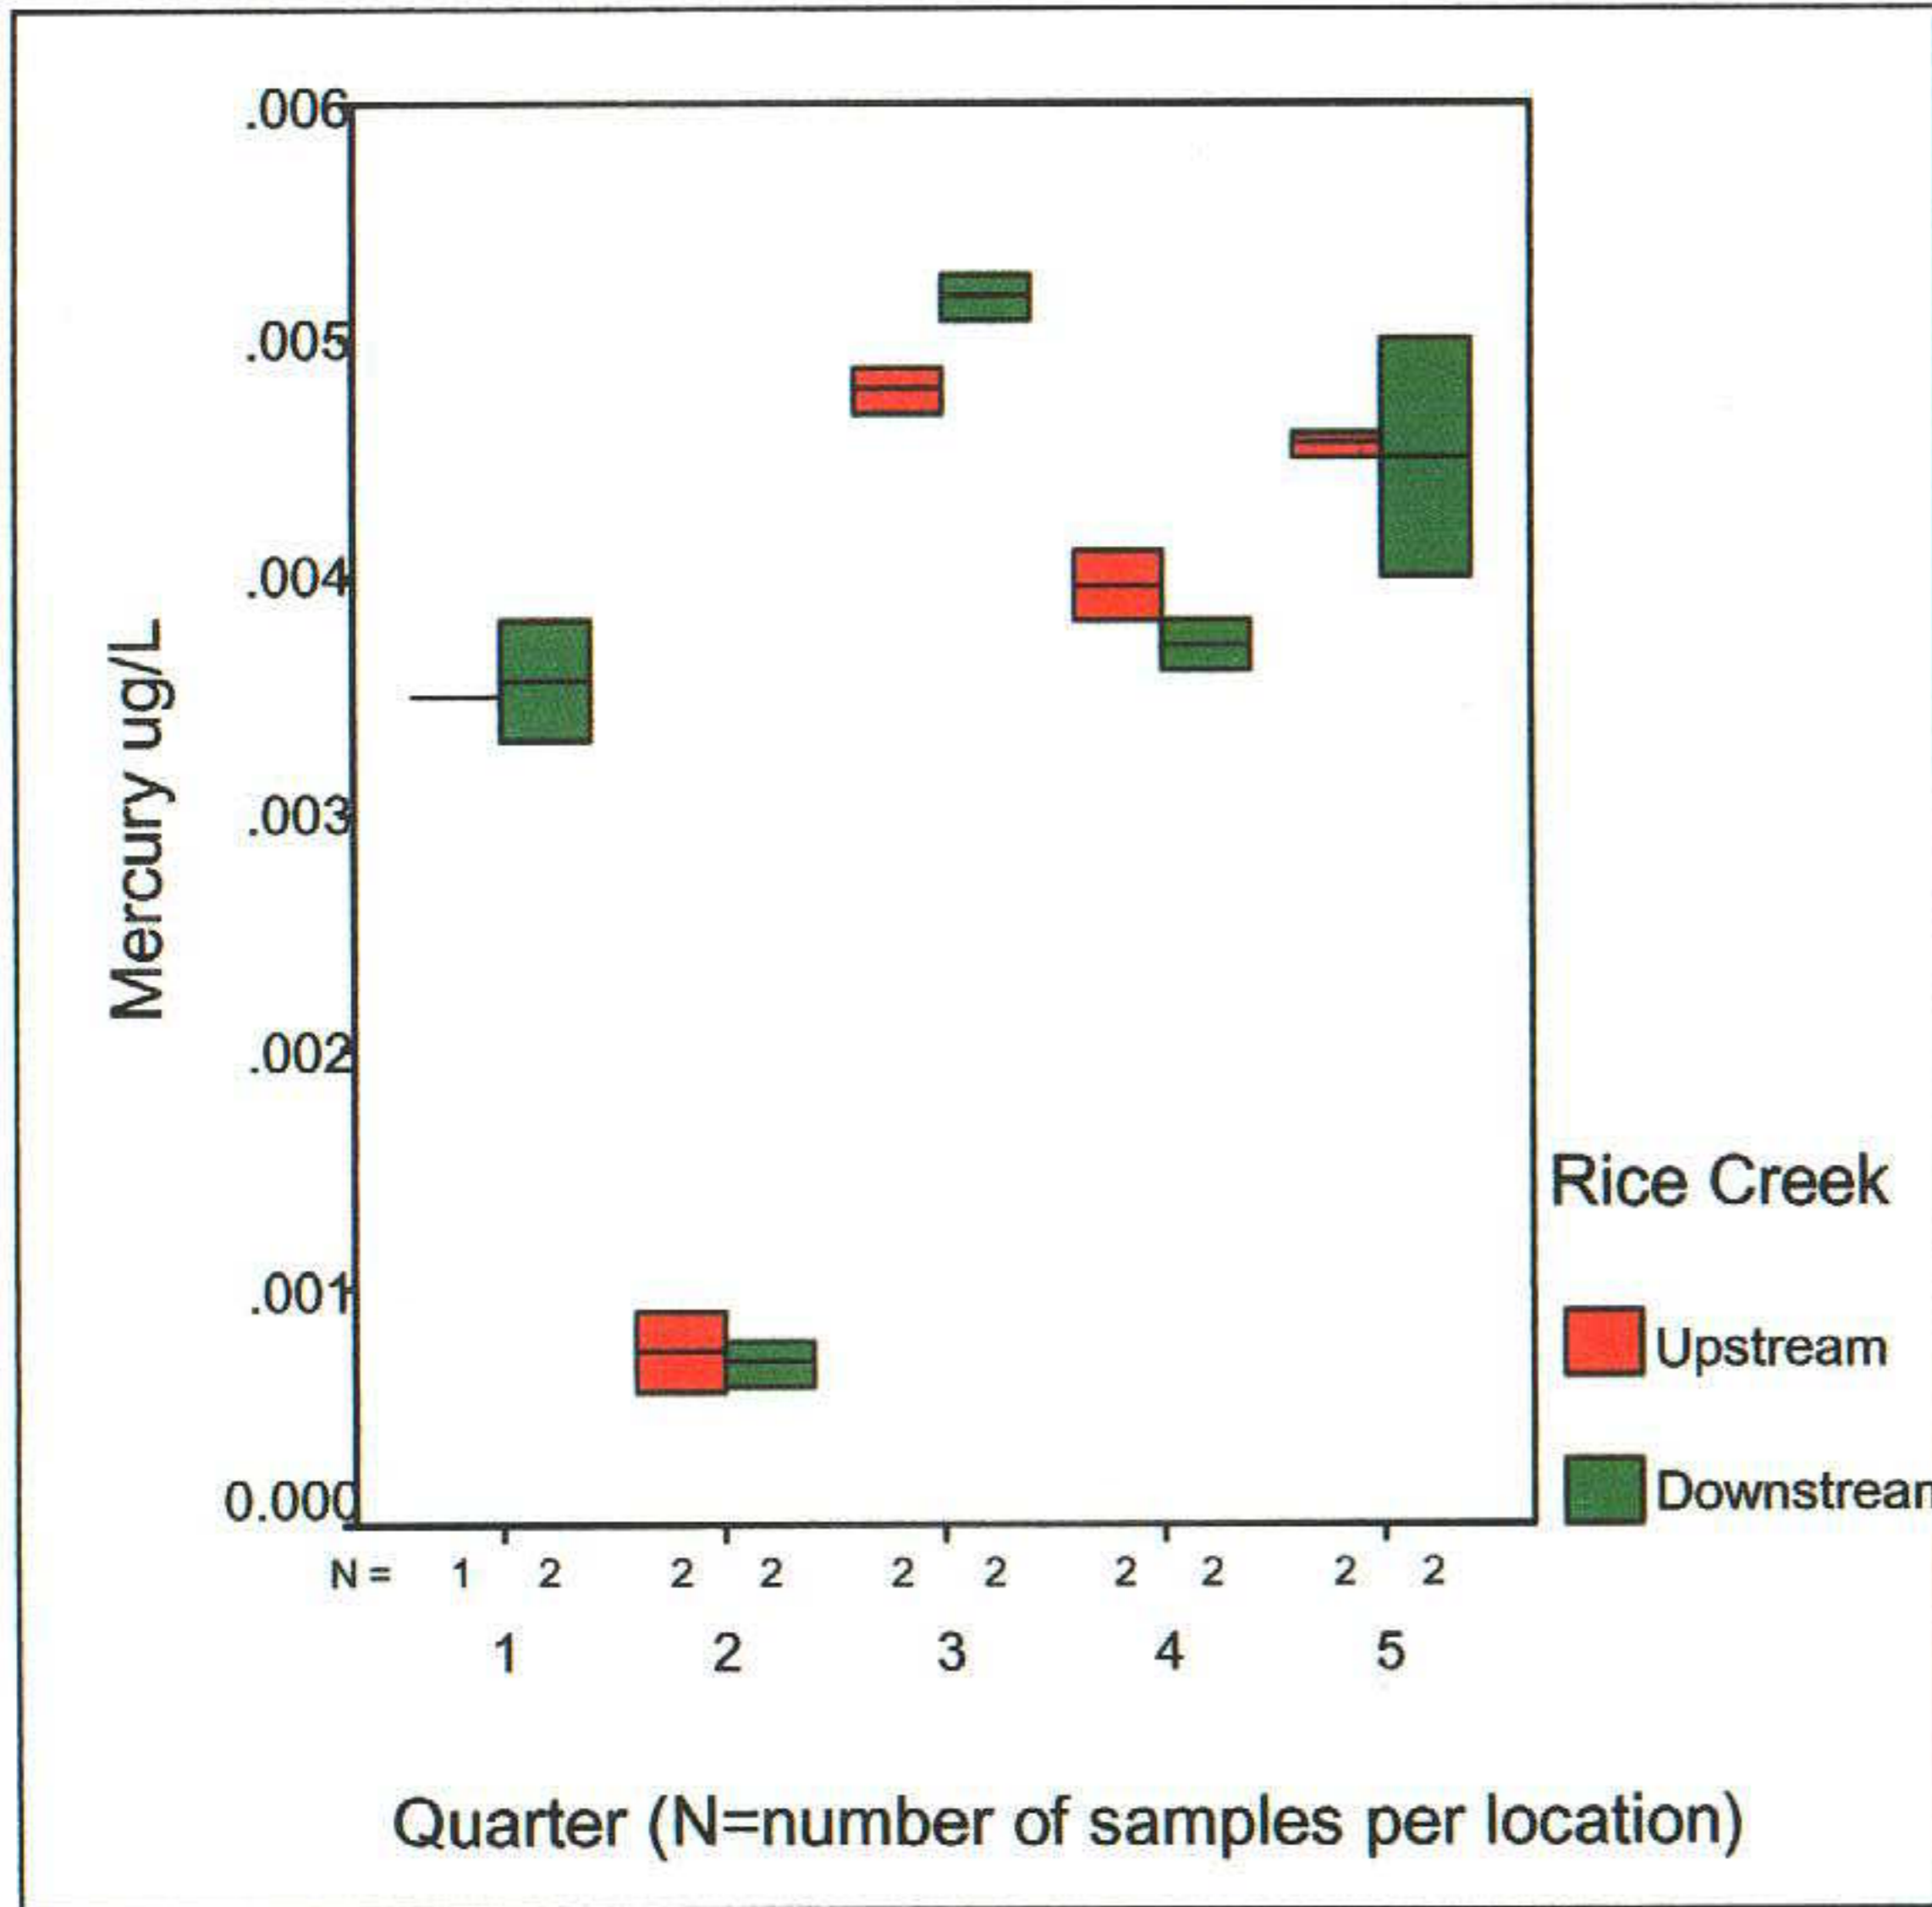 .006
.005
.004
.003
.002
.001
0.000
Mercury ug/L
N = 1 2 2 2 2 2 2 2 2 2
1 2 3 4 5
Quarter (N=number of samples per location)
Rice Creek
Upstream
Downstream